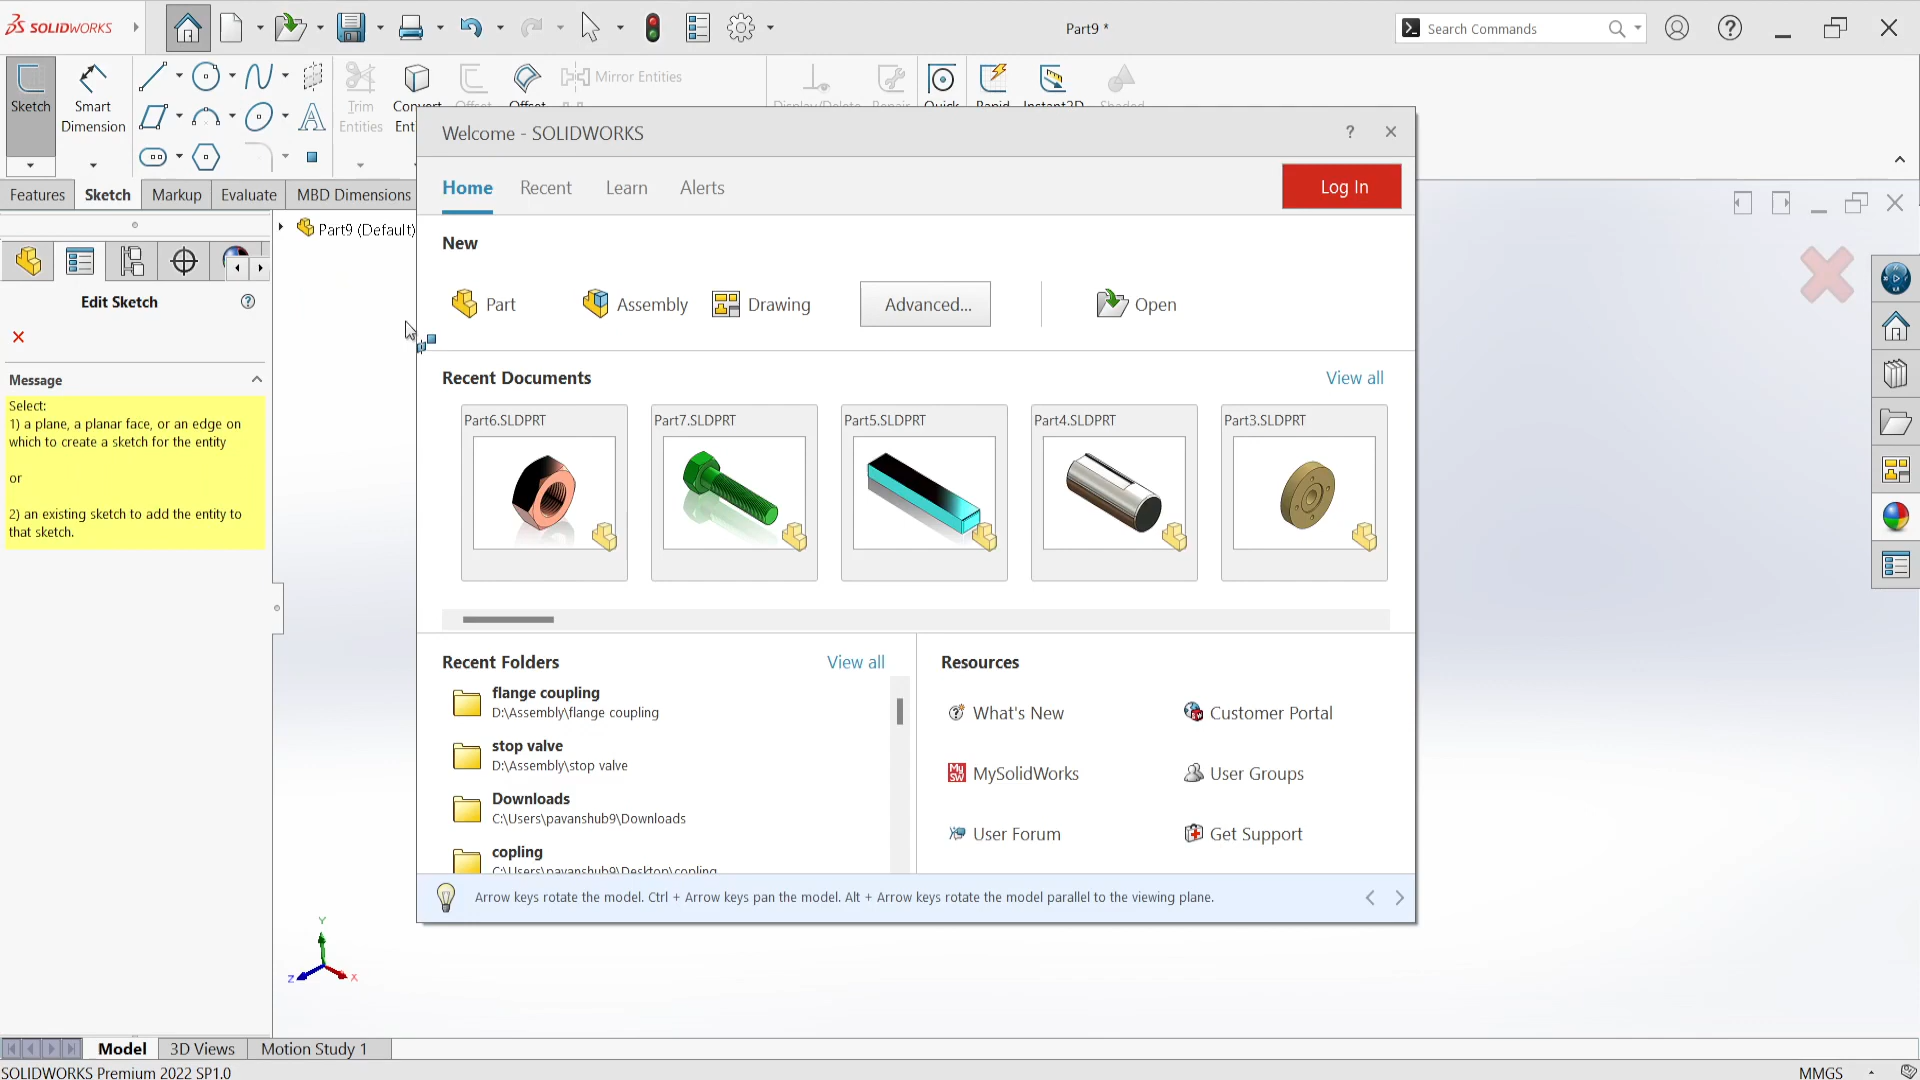 SOLIDWORKS
Part9 *
Search Commands
Sketch
Smart
Dimension
Trim
Entities
Mirror Entities
Features
Sketch
Markup
Evaluate
MBD Dimensions
Part9 (Default)
Edit Sketch
Message
Select:
1) a plane, a planar face, or an edge on
which to create a sketch for the entity
or
2) an existing sketch to add the entity to
that sketch.
Welcome - SOLIDWORKS
Home
Recent
Learn
Alerts
Log In
New
Part
Assembly
Drawing
Advanced...
Open
Recent Documents
View all
Part6.SLDPRT
Part7.SLDPRT
Part5.SLDPRT
Part4.SLDPRT
Part3.SLDPRT
Recent Folders
View all
flange coupling
D:\Assembly\flange coupling
stop valve
D:\Assembly\stop valve
Downloads
C:\Users\pavanshub9\Downloads
copling
C:\Users\pavanshub9\Desktop\copling
Resources
What's New
Customer Portal
MySolidWorks
User Groups
User Forum
Get Support
Arrow keys rotate the model. Ctrl + Arrow keys pan the model. Alt + Arrow keys rotate the model parallel to the viewing plane.
Y
Z
X
Model
3D Views
Motion Study 1
SOLIDWORKS Premium 2022 SP1.0
MMGS